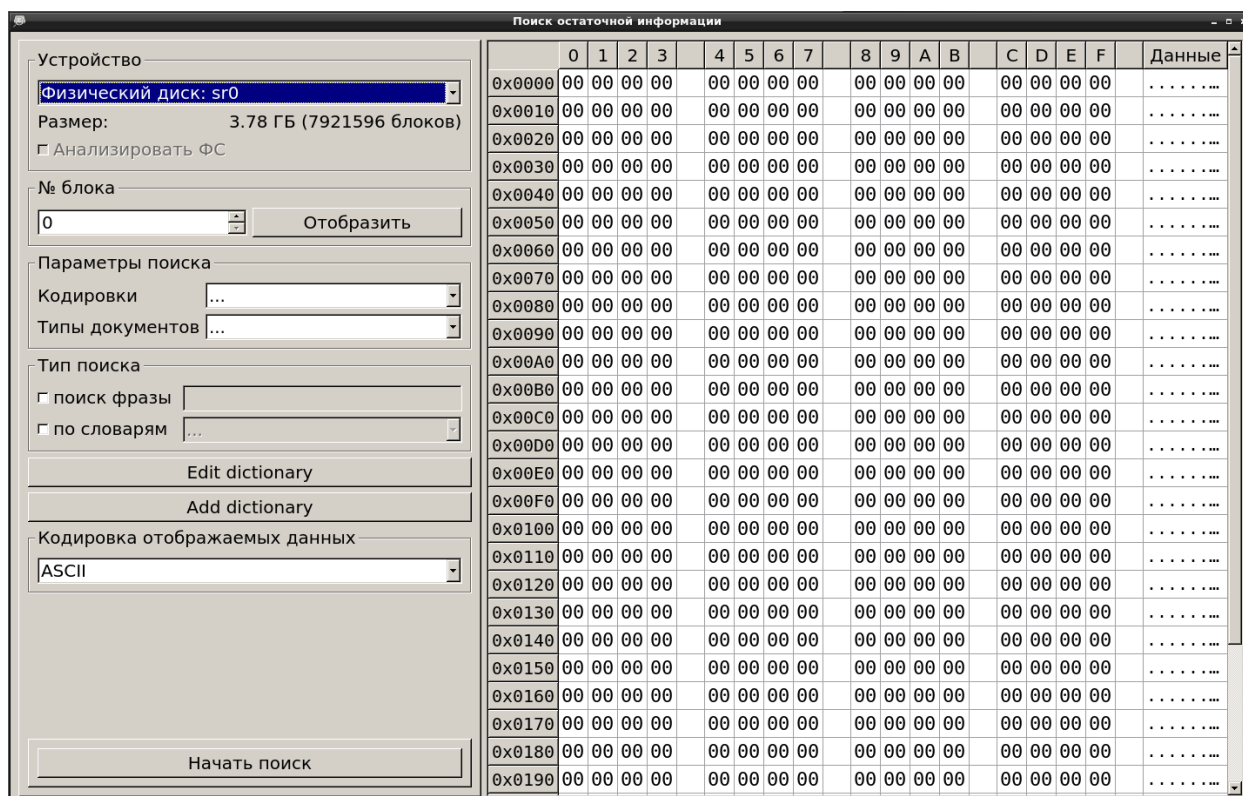 Поиск остаточной информации
Устройство
Физический диск: sr0
Размер: 3.78 ГБ (7921596 блоков)
Анализировать ФС
№ блока
0 Отобразить
Параметры поиска
Кодировки ...
Типы документов ...
Тип поиска
поиск фразы
по словарям ...
Edit dictionary
Add dictionary
Кодировка отображаемых данных
ASCII
Начать поиск
0 1 2 3 4 5 6 7 8 9 A B C D E F Данные
0x0000 00 00 00 00 00 00 00 00 00 00 00 00 00 00 00 00 ......…
0x0010 00 00 00 00 00 00 00 00 00 00 00 00 00 00 00 00 ......…
0x0020 00 00 00 00 00 00 00 00 00 00 00 00 00 00 00 00 ......…
0x0030 00 00 00 00 00 00 00 00 00 00 00 00 00 00 00 00 ......…
0x0040 00 00 00 00 00 00 00 00 00 00 00 00 00 00 00 00 ......…
0x0050 00 00 00 00 00 00 00 00 00 00 00 00 00 00 00 00 ......…
0x0060 00 00 00 00 00 00 00 00 00 00 00 00 00 00 00 00 ......…
0x0070 00 00 00 00 00 00 00 00 00 00 00 00 00 00 00 00 ......…
0x0080 00 00 00 00 00 00 00 00 00 00 00 00 00 00 00 00 ......…
0x0090 00 00 00 00 00 00 00 00 00 00 00 00 00 00 00 00 ......…
0x00A0 00 00 00 00 00 00 00 00 00 00 00 00 00 00 00 00 ......…
0x00B0 00 00 00 00 00 00 00 00 00 00 00 00 00 00 00 00 ......…
0x00C0 00 00 00 00 00 00 00 00 00 00 00 00 00 00 00 00 ......…
0x00D0 00 00 00 00 00 00 00 00 00 00 00 00 00 00 00 00 ......…
0x00E0 00 00 00 00 00 00 00 00 00 00 00 00 00 00 00 00 ......…
0x00F0 00 00 00 00 00 00 00 00 00 00 00 00 00 00 00 00 ......…
0x0100 00 00 00 00 00 00 00 00 00 00 00 00 00 00 00 00 ......…
0x0110 00 00 00 00 00 00 00 00 00 00 00 00 00 00 00 00 ......…
0x0120 00 00 00 00 00 00 00 00 00 00 00 00 00 00 00 00 ......…
0x0130 00 00 00 00 00 00 00 00 00 00 00 00 00 00 00 00 ......…
0x0140 00 00 00 00 00 00 00 00 00 00 00 00 00 00 00 00 ......…
0x0150 00 00 00 00 00 00 00 00 00 00 00 00 00 00 00 00 ......…
0x0160 00 00 00 00 00 00 00 00 00 00 00 00 00 00 00 00 ......…
0x0170 00 00 00 00 00 00 00 00 00 00 00 00 00 00 00 00 ......…
0x0180 00 00 00 00 00 00 00 00 00 00 00 00 00 00 00 00 ......…
0x0190 00 00 00 00 00 00 00 00 00 00 00 00 00 00 00 00 ......…